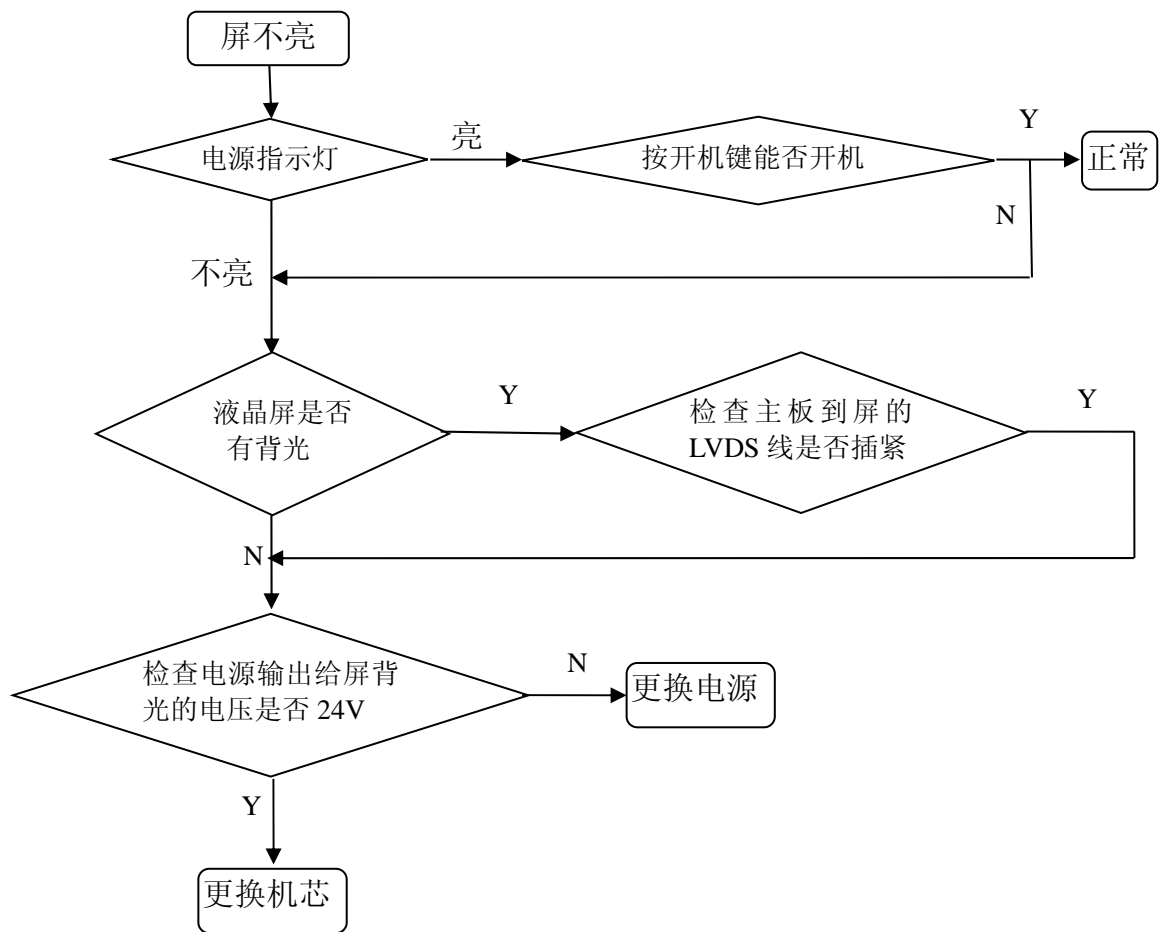 屏不亮
电源指示灯
亮
按开机键能否开机
Y
正常
N
不亮
液晶屏是否
有背光
Y
检查主板到屏的
LVDS 线是否插紧
Y
N
检查电源输出给屏背
光的电压是否 24V
N
更换电源
Y
更换机芯